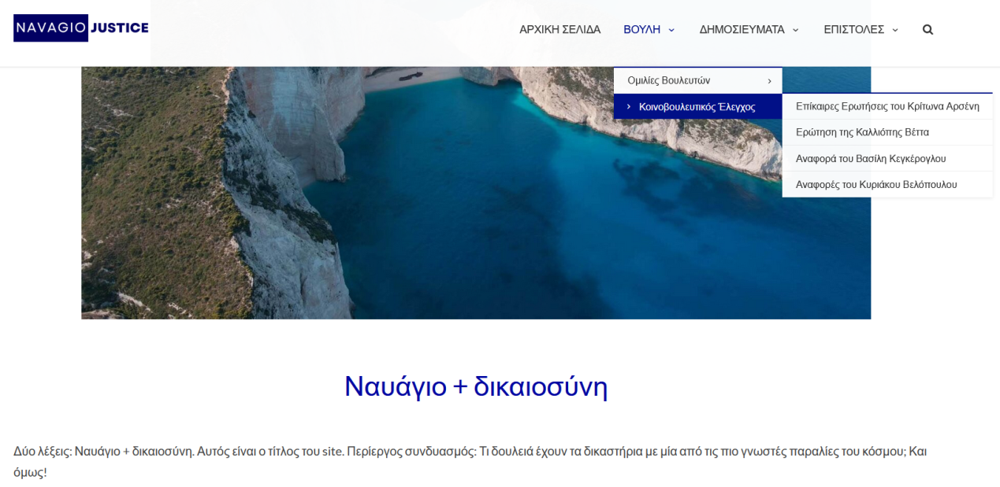 NAVAGIO JUSTICE
ΑΡΧΙΚΗ ΣΕΛΙΔΑ
ΒΟΥΛΗ
ΔΗΜΟΣΙΕΥΜΑΤΑ
ΕΠΙΣΤΟΛΕΣ
Ομιλίες Βουλευτών
Κοινοβουλευτικός Έλεγχος
Επίκαιρες Ερωτήσεις του Κρίτωνα Αρσένη
Ερώτηση της Καλλιόπης Βέττα
Αναφορά του Βασίλη Κεγκέρογλου
Αναφορές του Κυριάκου Βελόπουλου
Ναυάγιο + δικαιοσύνη
Δύο λέξεις: Ναυάγιο + δικαιοσύνη. Αυτός είναι ο τίτλος του site. Περίεργος συνδυασμός: Τι δουλειά έχουν τα δικαστήρια με μία από τις πιο γνωστές παραλίες του κόσμου; Και
όμως!